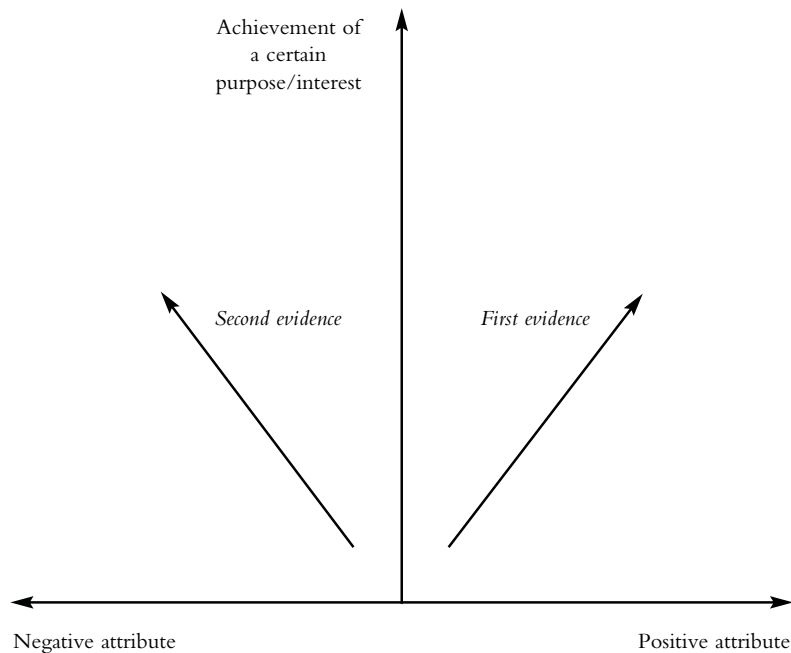 Achievement of
a certain
purpose/interest
Second evidence
First evidence
Negative attribute
Positive attribute